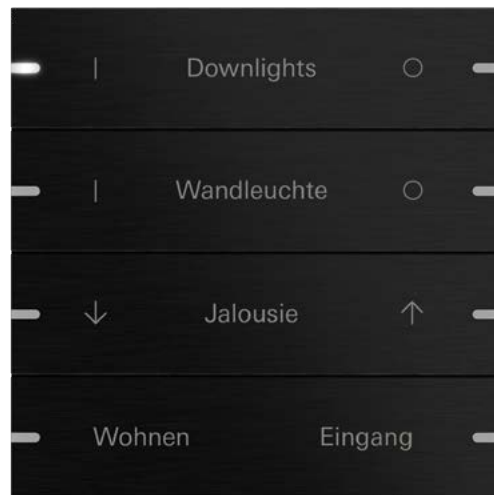 | Downlights ○
| Wandleuchte ○
↓ Jalousie ↑
Wohnen Eingang